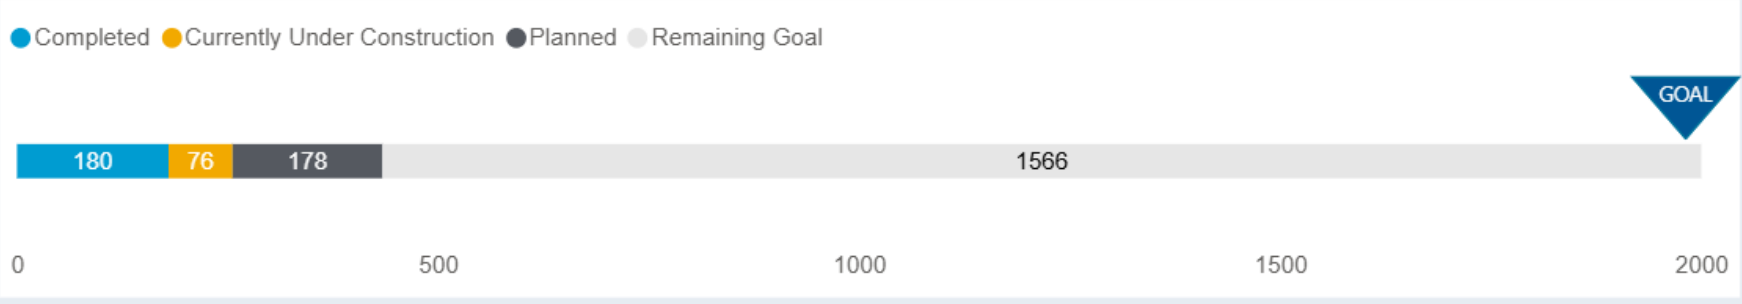 Completed Currently Under Construction Planned Remaining Goal
GOAL
180 76 178 1566
0 500 1000 1500 2000